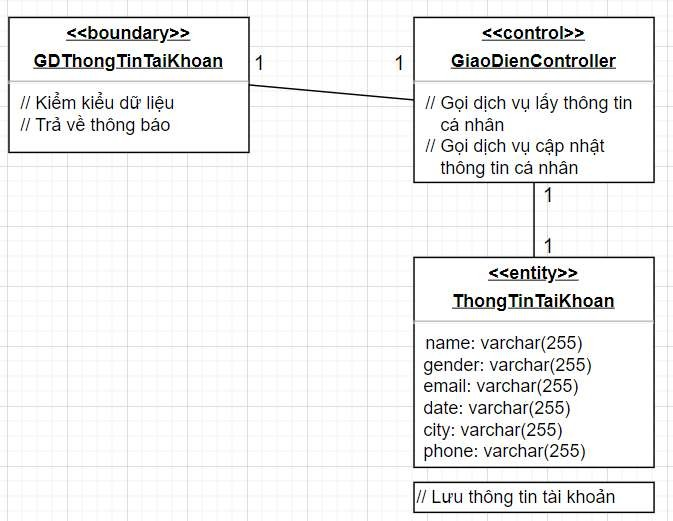 <<boundary>>
GDThongTinTaiKhoan
// Kiểm kiểu dữ liệu
// Trả về thông báo
1
1
<<control>>
GiaoDienController
// Gọi dịch vụ lấy thông tin
cá nhân
// Gọi dịch vụ cập nhật
thông tin cá nhân
1
1
<<entity>>
ThongTinTaiKhoan
name: varchar(255)
gender: varchar(255)
email: varchar(255)
date: varchar(255)
city: varchar(255)
phone: varchar(255)
// Lưu thông tin tài khoản